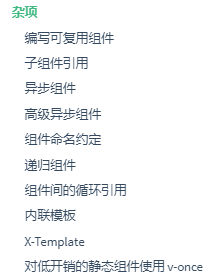 杂项
编写可复用组件
子组件引用
异步组件
高级异步组件
组件命名约定
递归组件
组件间的循环引用
内联模板
X-Template
对低开销的静态组件使用 v-once